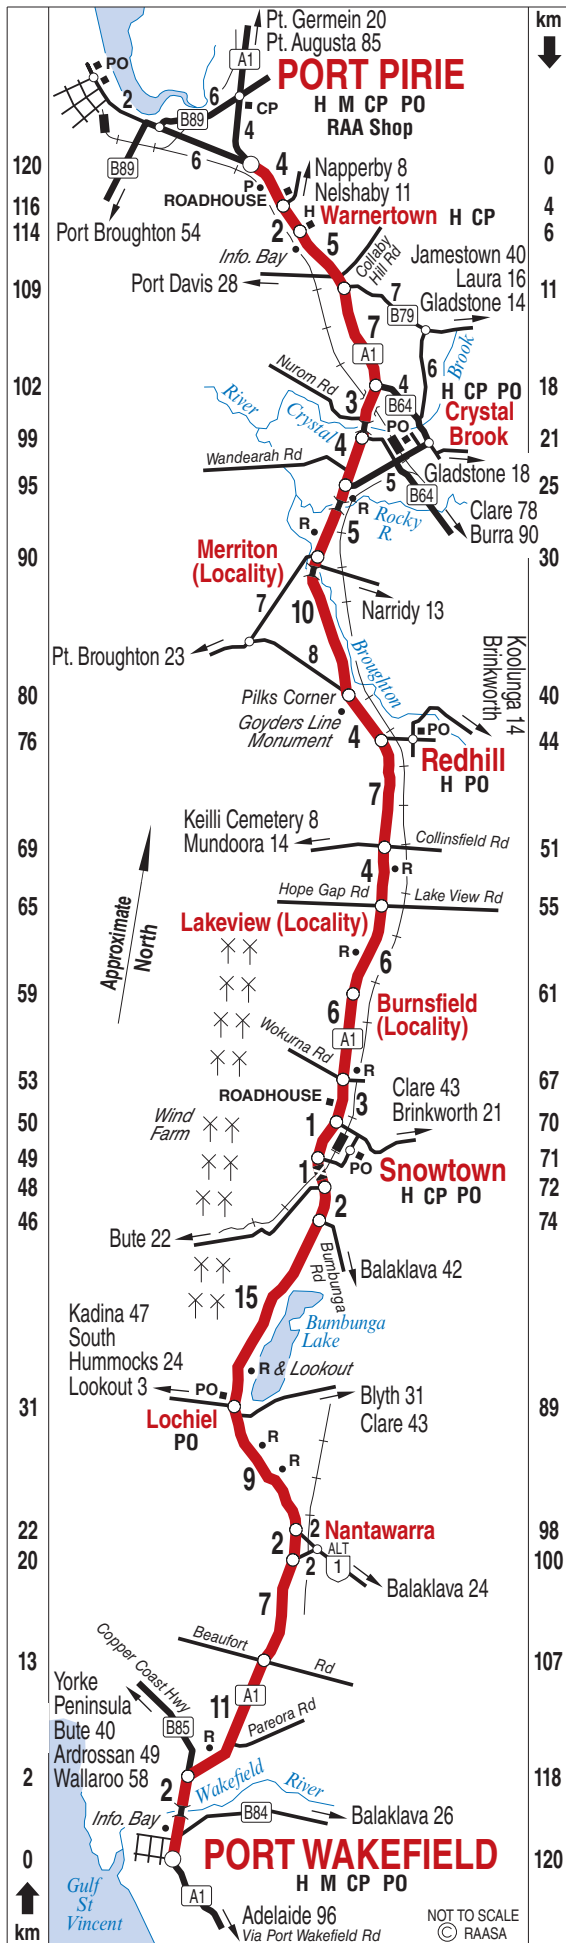 km
Pt. Germein 20
Pt. Augusta 85
A1
PORT PIRIE
H M CP PO
RAA Shop
PO
2
6
B89
CP
4
B89
6
120
4
0
Napperby 8
Nelshaby 11
P
ROADHOUSE
116
4
H
Warnertown H CP
114
2
6
Port Broughton 54
5
Info. Bay
Collaby
Hill Rd
Jamestown 40
Laura 16
Gladstone 14
Port Davis 28
109
7
11
B79
7
A1
Nurom Rd
6
Brook
102
4
18
H CP PO
River
3
B64
Crystal
Crystal
Brook
PO
99
4
21
Wandearah Rd
Gladstone 18
95
5
25
B64
R
Rocky
R.
Clare 78
Burra 90
R
5
Merriton
(Locality)
90
30
7
10
Narridy 13
Pt. Broughton 23
8
Broughton
Koolunga 14
Brinkworth
80
Pilks Corner
40
Goyders Line
Monument
PO
76
4
44
Redhill
H PO
7
Keilli Cemetery 8
Mundoora 14
Collinsfield Rd
69
51
4
R
Hope Gap Rd
Lake View Rd
65
55
Lakeview (Locality)
Approximate
North
R
6
59
61
6
Burnsfield
(Locality)
A1
Wokurna Rd
53
R
67
ROADHOUSE
3
Clare 43
Brinkworth 21
Wind
Farm
50
1
70
49
71
PO
Snowtown
H CP PO
1
48
72
46
2
74
Bute 22
Bumbunga
Rd
Balaklava 42
15
Kadina 47
South
Hummocks 24
Lookout 3
Bumbunga
Lake
R & Lookout
PO
31
89
Blyth 31
Clare 43
Lochiel
PO
R
R
9
22
2
Nantawarra
98
20
2
2
ALT
1
100
Balaklava 24
7
Beaufort
Rd
13
107
Copper Coast Hwy
Yorke
Peninsula
Bute 40
Ardrossan 49
Wallaroo 58
A1
11
B85
R
Pareora Rd
2
118
2
Wakefield
River
Info. Bay
B84
Balaklava 26
0
PORT WAKEFIELD
120
H M CP PO
Gulf
St
Vincent
A1
Adelaide 96
Via Port Wakefield Rd
NOT TO SCALE
© RAASA
km